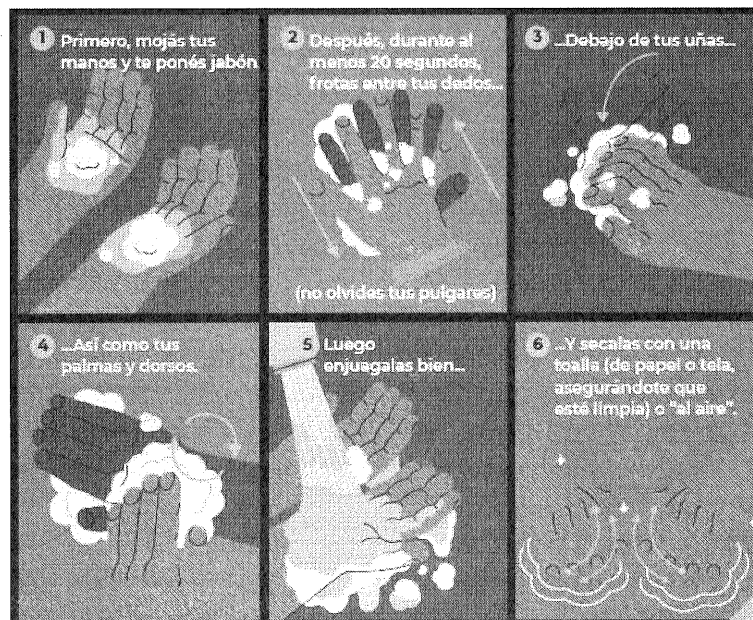 1 Primero, mojás tus
manos y te ponés jabón
2 Después, durante al
menos 20 segundos,
frotas entre tus dedos...
(no olvides tus pulgares)
3 ...Debajo de tus uñas...
4 ...Así como tus
palmas y dorsos.
5 Luego
enjuagalas bien...
6 ...Y secalas con una
toalla (de papel o tela,
asegurándote que
esté limpia) o "al aire".